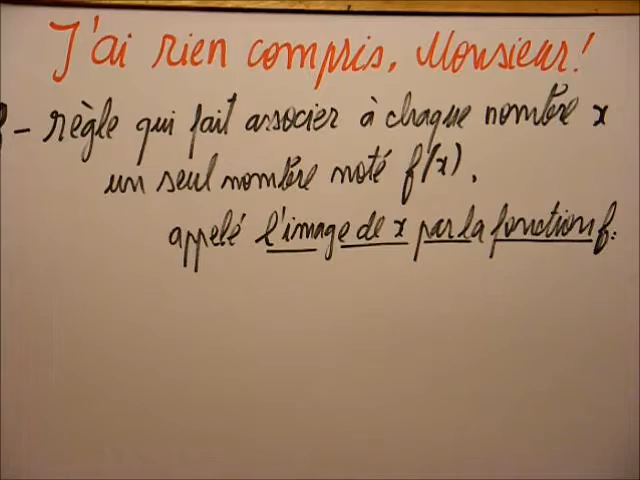 J'ai rien compris, Monsieur!
f - règle qui fait associer à chaque nombre x
un seul nombre noté f(x).
appelé l'image de x par la fonction f.